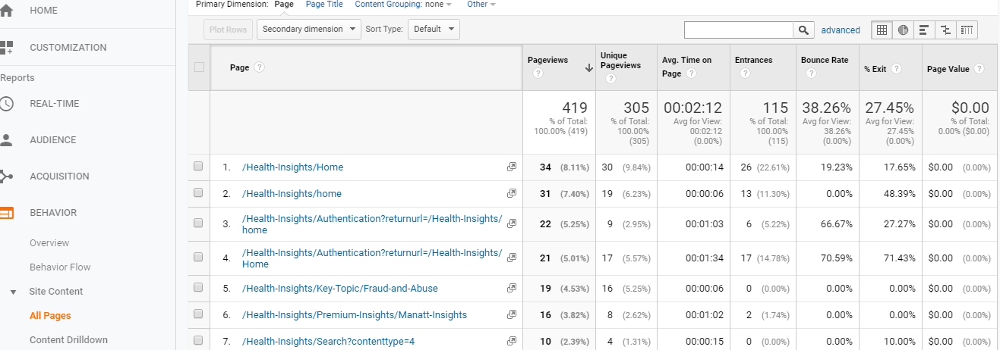 Primary Dimension: Page Page Title Content Grouping: none Other
HOME
Plot Rows Secondary dimension Sort Type: Default advanced
CUSTOMIZATION
Reports
REAL-TIME
AUDIENCE
ACQUISITION
BEHAVIOR
Overview
Behavior Flow
Site Content
All Pages
Content Drilldown
Page ? Pageviews ? Unique Pageviews ? Avg. Time on Page ? Entrances ? Bounce Rate ? % Exit ? Page Value ?
419 305 00:02:12 115 38.26% 27.45% $0.00
% of Total: 100.00% (419) % of Total: 100.00% (305) Avg for View: 00:02:12 (0.00%) % of Total: 100.00% (115) Avg for View: 38.26% (0.00%) Avg for View: 27.45% (0.00%) % of Total: 0.00% ($0.00)
1. /Health-Insights/Home 34 (8.11%) 30 (9.84%) 00:00:14 26 (22.61%) 19.23% 17.65% $0.00 (0.00%)
2. /Health-Insights/home 31 (7.40%) 19 (6.23%) 00:00:06 13 (11.30%) 0.00% 48.39% $0.00 (0.00%)
3. /Health-Insights/Authentication?returnurl=/Health-Insights/
home 22 (5.25%) 9 (2.95%) 00:01:03 6 (5.22%) 66.67% 27.27% $0.00 (0.00%)
4. /Health-Insights/Authentication?returnurl=/Health-Insights/
Home 21 (5.01%) 17 (5.57%) 00:01:34 17 (14.78%) 70.59% 71.43% $0.00 (0.00%)
5. /Health-Insights/Key-Topic/Fraud-and-Abuse 19 (4.53%) 16 (5.25%) 00:00:06 0 (0.00%) 0.00% 0.00% $0.00 (0.00%)
6. /Health-Insights/Premium-Insights/Manatt-Insights 16 (3.82%) 8 (2.62%) 00:01:02 2 (1.74%) 0.00% 0.00% $0.00 (0.00%)
7. /Health-Insights/Search?contenttype=4 10 (2.39%) 4 (1.31%) 00:00:15 0 (0.00%) 0.00% 10.00% $0.00 (0.00%)